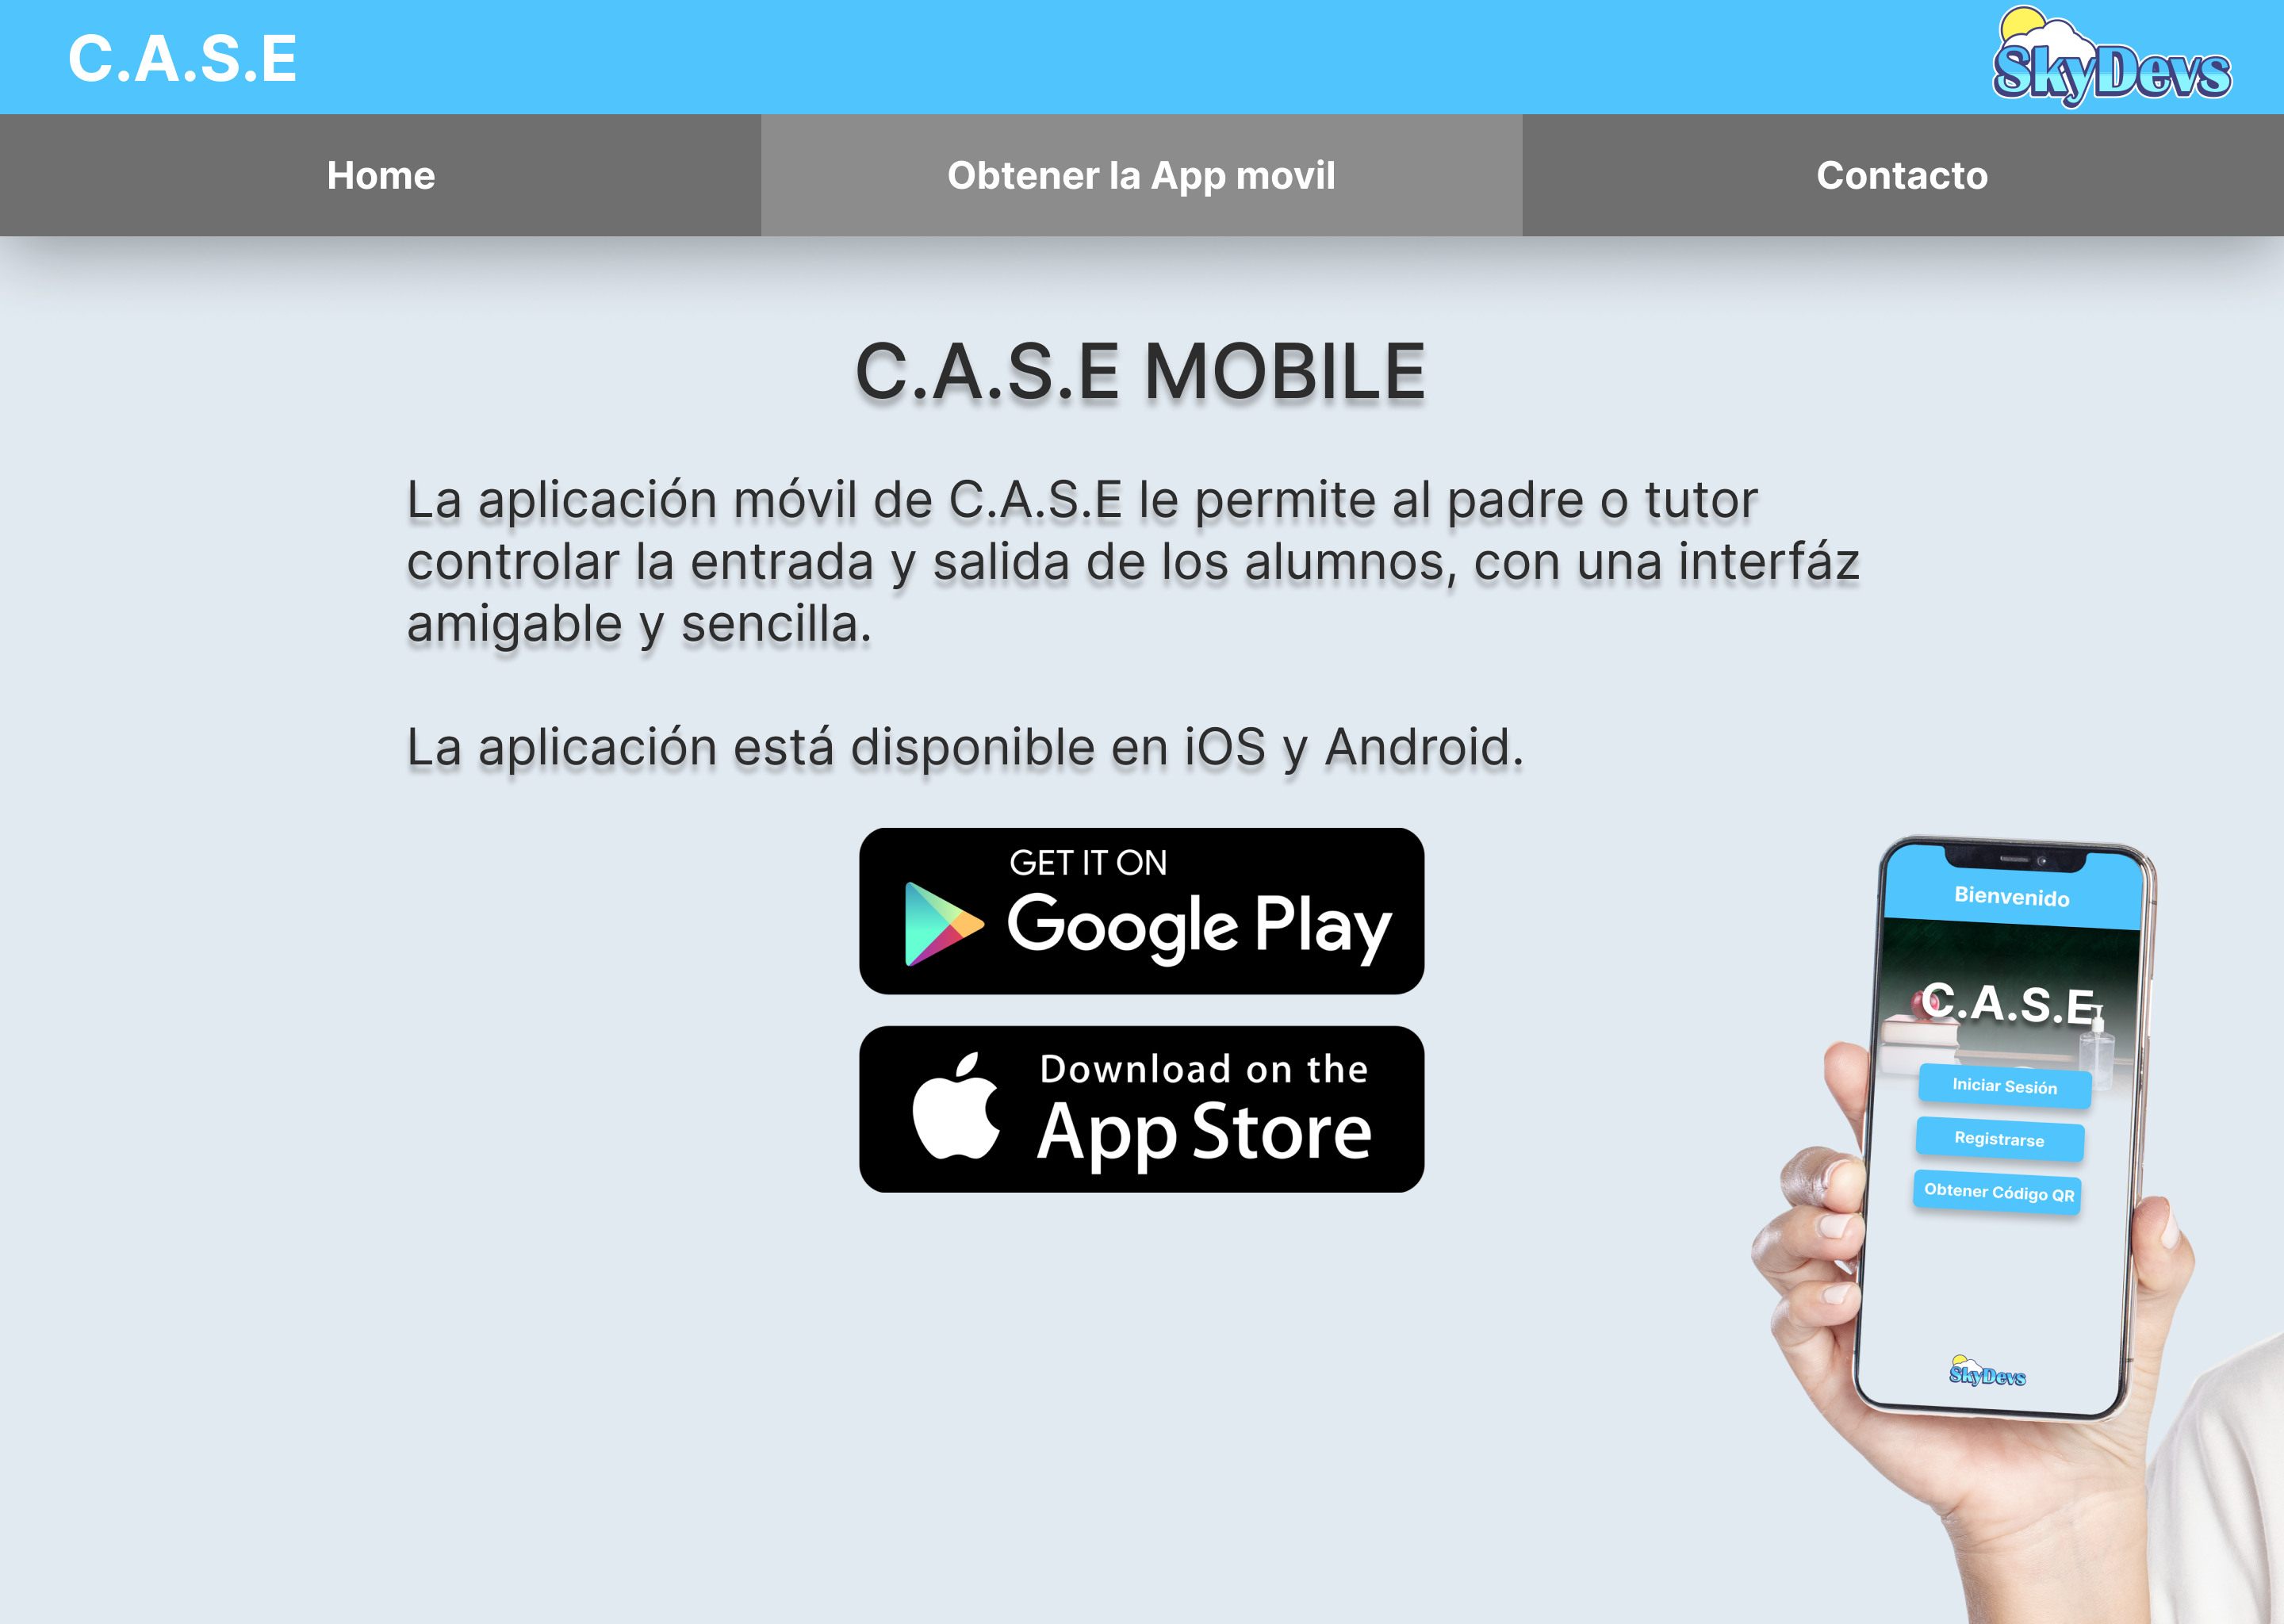 C.A.S.E
SkyDevs
Home
Obtener la App movil
Contacto
C.A.S.E MOBILE
La aplicación móvil de C.A.S.E le permite al padre o tutor
controlar la entrada y salida de los alumnos, con una interfáz
amigable y sencilla.
La aplicación está disponible en iOS y Android.
GET IT ON
Google Play
Download on the
App Store
Bienvenido
C.A.S.E
Iniciar Sesión
Registrarse
Obtener Código QR
SkyDevs